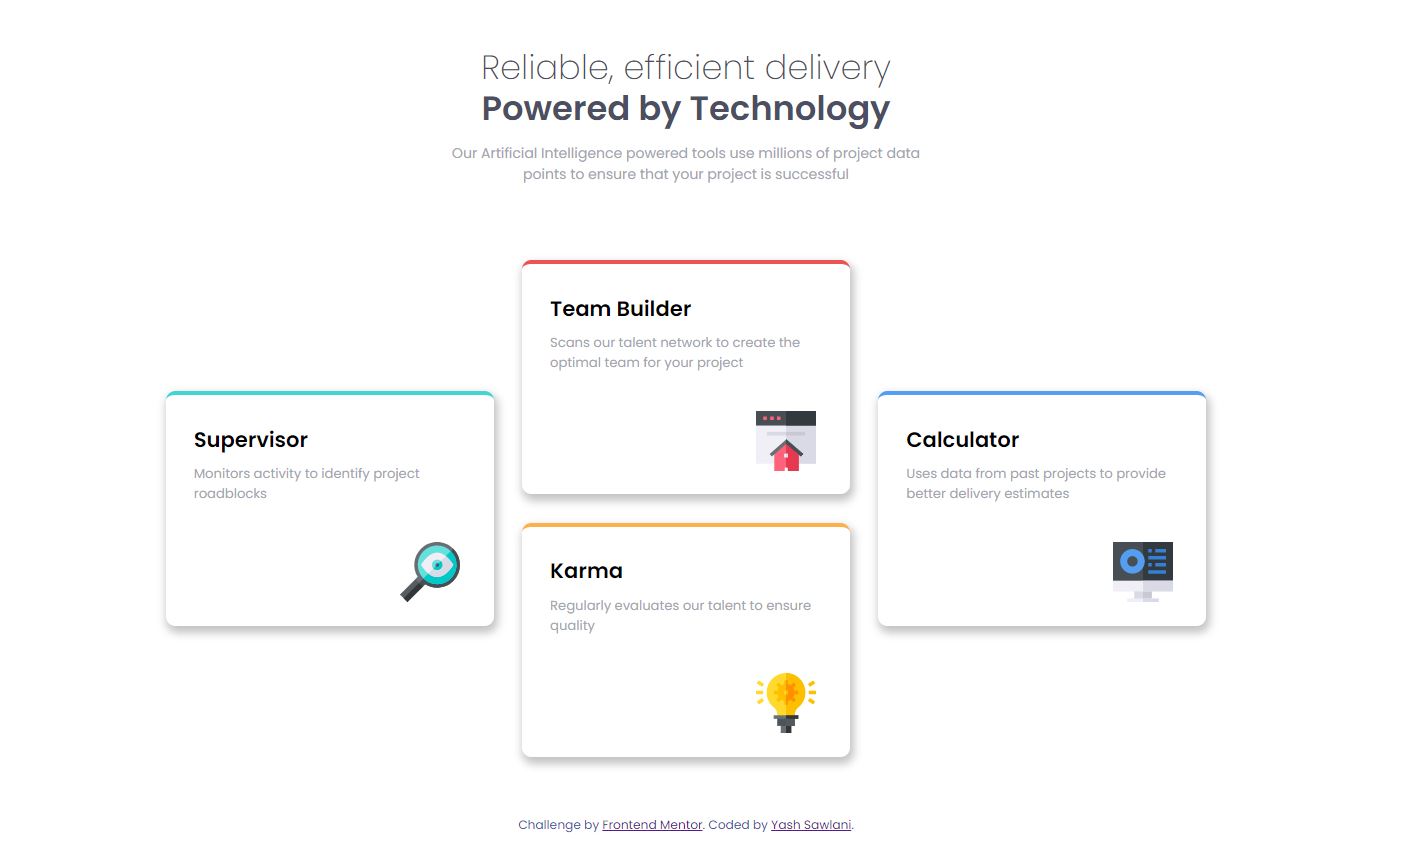 Reliable, efficient delivery
Powered by Technology
Our Artificial Intelligence powered tools use millions of project data
points to ensure that your project is successful
Supervisor
Monitors activity to identify project
roadblocks
Team Builder
Scans our talent network to create the
optimal team for your project
Karma
Regularly evaluates our talent to ensure
quality
Calculator
Uses data from past projects to provide
better delivery estimates
Challenge by Frontend Mentor. Coded by Yash Sawlani.